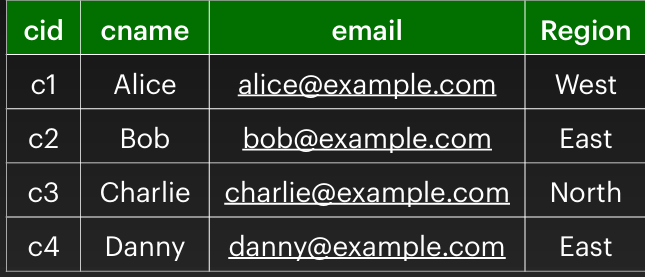 cid cname email Region
c1 Alice alice@example.com West
c2 Bob bob@example.com East
c3 Charlie charlie@example.com North
c4 Danny danny@example.com East